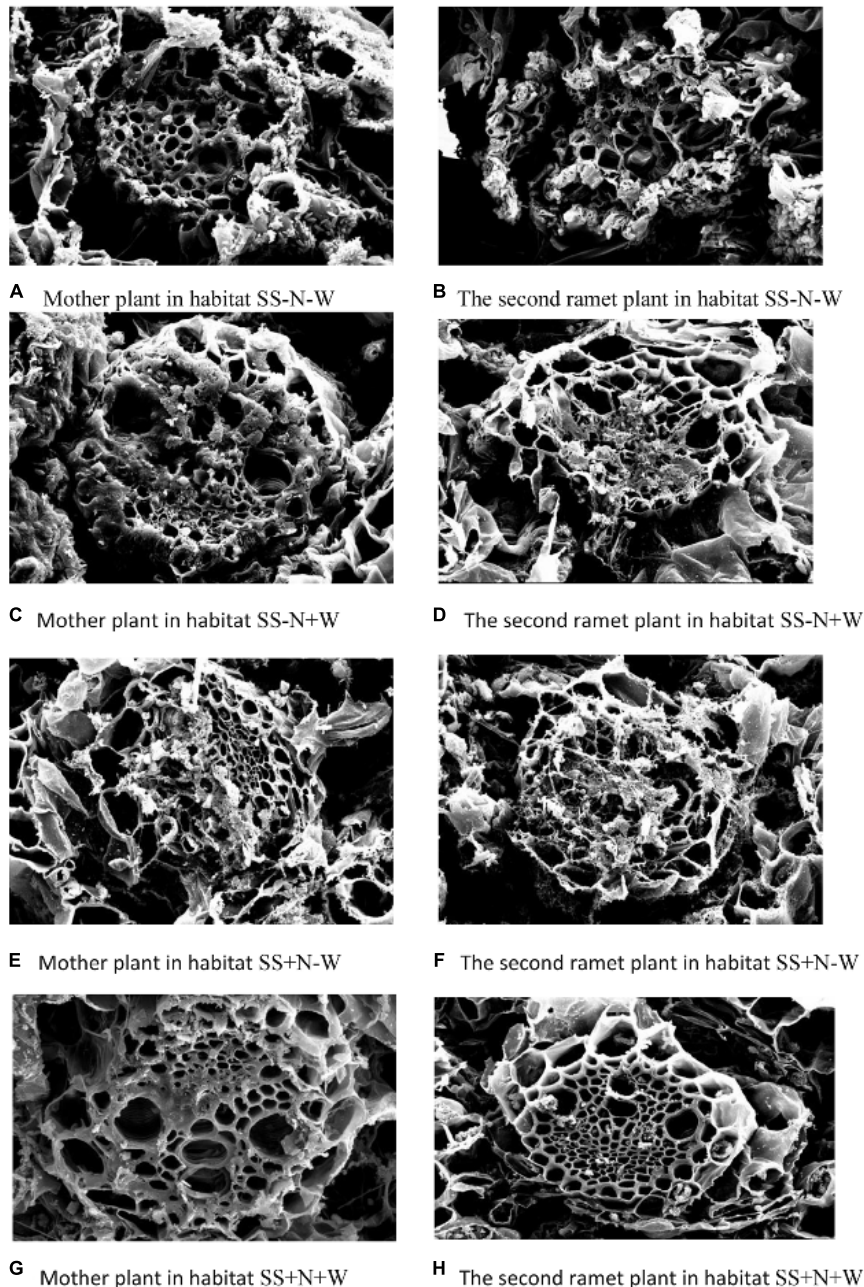 A Mother plant in habitat SS-N-W
B The second ramet plant in habitat SS-N-W
C Mother plant in habitat SS-N+W
D The second ramet plant in habitat SS-N+W
E Mother plant in habitat SS+N-W
F The second ramet plant in habitat SS+N-W
G Mother plant in habitat SS+N+W
H The second ramet plant in habitat SS+N+W